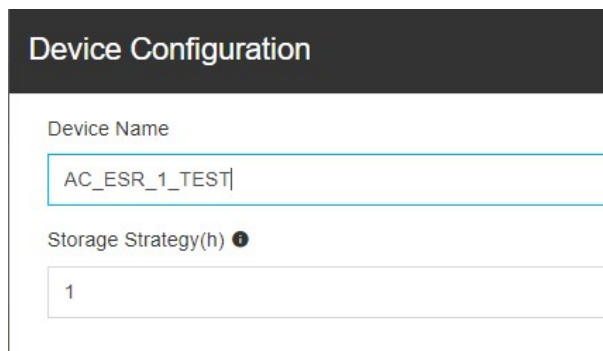 Device Configuration
Device Name
AC_ESR_1_TEST
Storage Strategy(h)
1